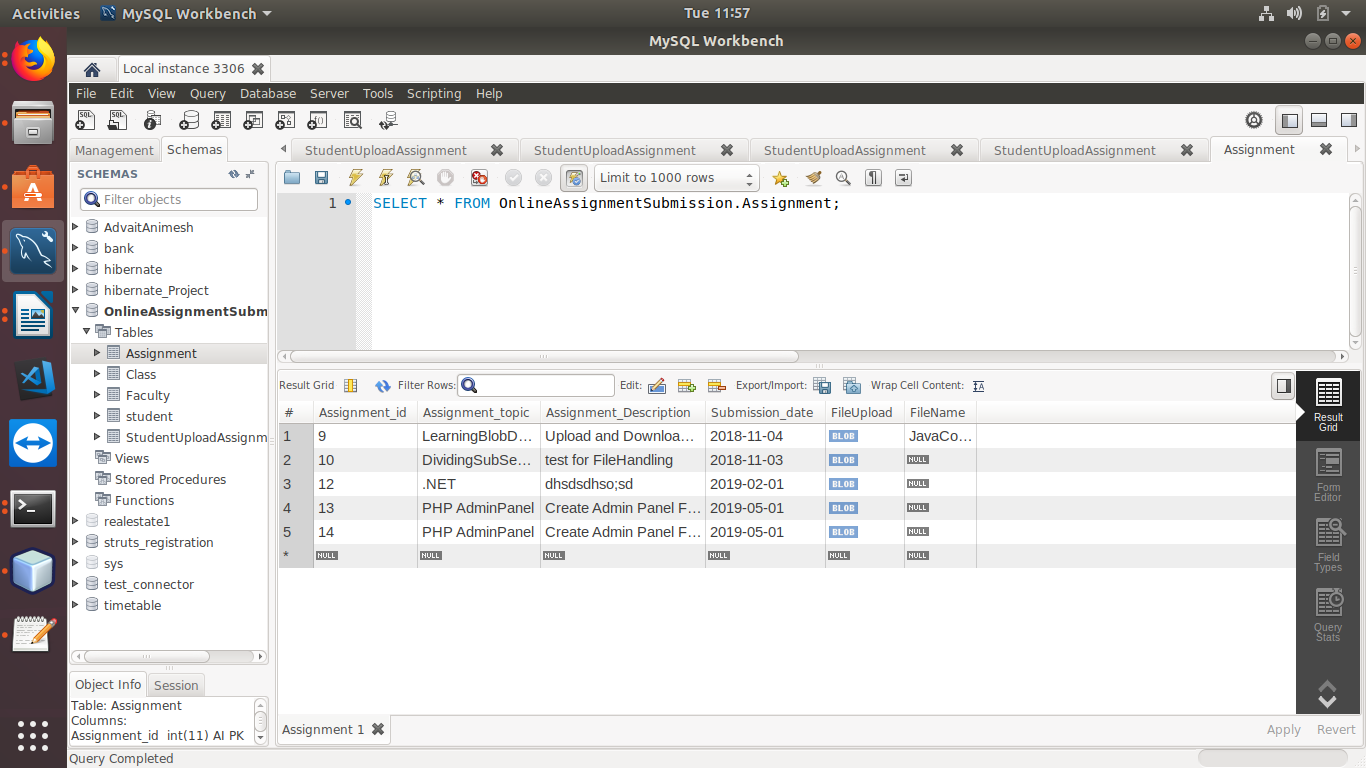 Activities MySQL Workbench Tue 11:57
MySQL Workbench
Local instance 3306
File Edit View Query Database Server Tools Scripting Help
Management Schemas
StudentUploadAssignment StudentUploadAssignment StudentUploadAssignment StudentUploadAssignment Assignment
SCHEMAS
Filter objects
Limit to 1000 rows
1 SELECT * FROM OnlineAssignmentSubmission.Assignment;
AdvaitAnimesh
bank
hibernate
hibernate_Project
OnlineAssignmentSubm
Tables
Assignment
Class
Faculty
student
StudentUploadAssignm
Views
Stored Procedures
Functions
realestate1
struts_registration
sys
test_connector
timetable
Result Grid Filter Rows: Edit: Export/Import: Wrap Cell Content: IA
# Assignment_id Assignment_topic Assignment_Description Submission_date FileUpload FileName
1 9 LearningBlobD... Upload and Downloa... 2018-11-04 BLOB JavaCo...
2 10 DividingSubSe... test for FileHandling 2018-11-03 BLOB NULL
3 12 .NET dhsdsdhso;sd 2019-02-01 BLOB NULL
4 13 PHP AdminPanel Create Admin Panel F... 2019-05-01 BLOB NULL
5 14 PHP AdminPanel Create Admin Panel F... 2019-05-01 BLOB NULL
* NULL NULL NULL NULL NULL NULL
Result
Grid
Form
Editor
Field
Types
Query
Stats
Object Info Session
Table: Assignment
Columns:
Assignment_id int(11) AI PK
Assignment 1 Apply Revert
Query Completed